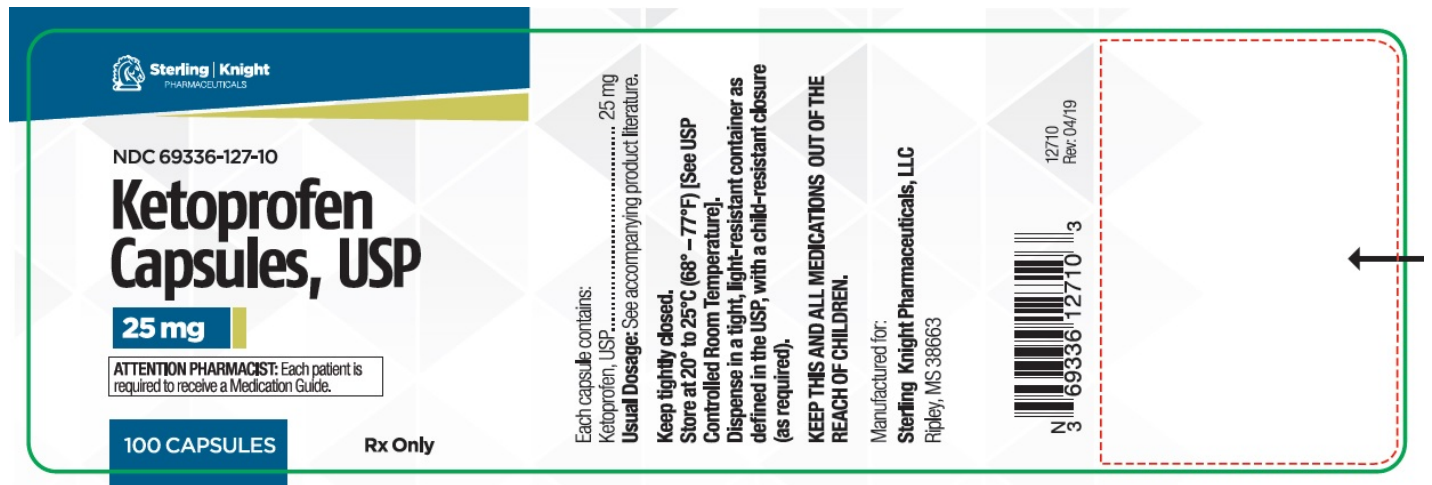 Sterling | Knight
PHARMACEUTICALS
NDC 69336-127-10
Ketoprofen
Capsules, USP
25 mg
ATTENTION PHARMACIST: Each patient is
required to receive a Medication Guide.
100 CAPSULES
Rx Only
Each capsule contains:
Ketoprofen, USP.......................... 25 mg
Usual Dosage: See accompanying product literature.
Keep tightly closed.
Store at 20° to 25°C (68° – 77°F) [See USP
Controlled Room Temperature].
Dispense in a tight, light-resistant container as
defined in the USP, with a child-resistant closure
(as required).
KEEP THIS AND ALL MEDICATIONS OUT OF THE
REACH OF CHILDREN.
Manufactured for:
Sterling Knight Pharmaceuticals, LLC
Ripley, MS 38663
12710
Rev: 04/19
N
3 69336 12710 3